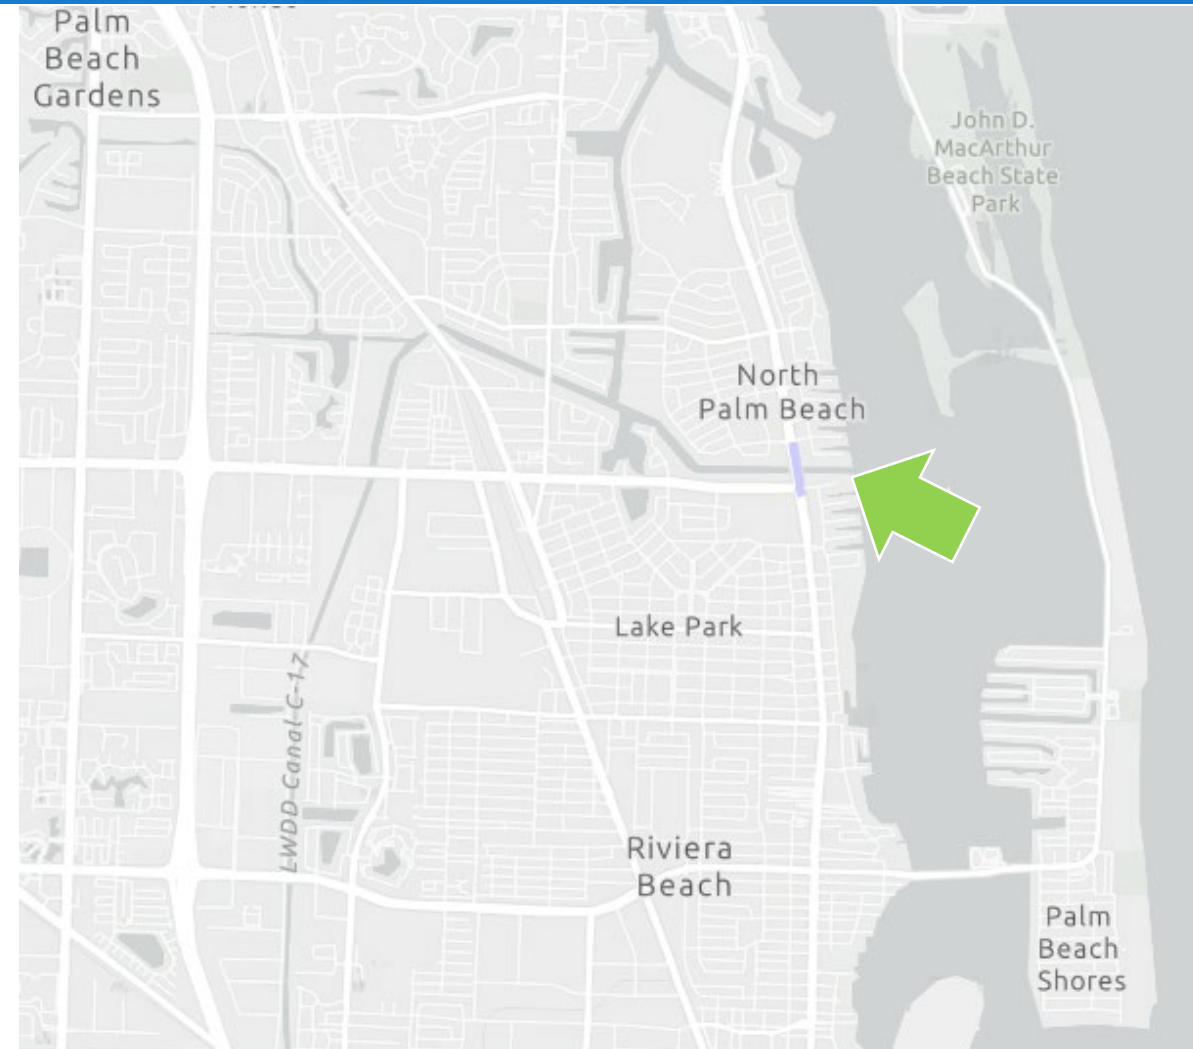 Palm
Beach
Gardens
John D.
MacArthur
Beach State
Park
North
Palm Beach
Lake Park
LWDD Canal C-17
Riviera
Beach
Palm
Beach
Shores